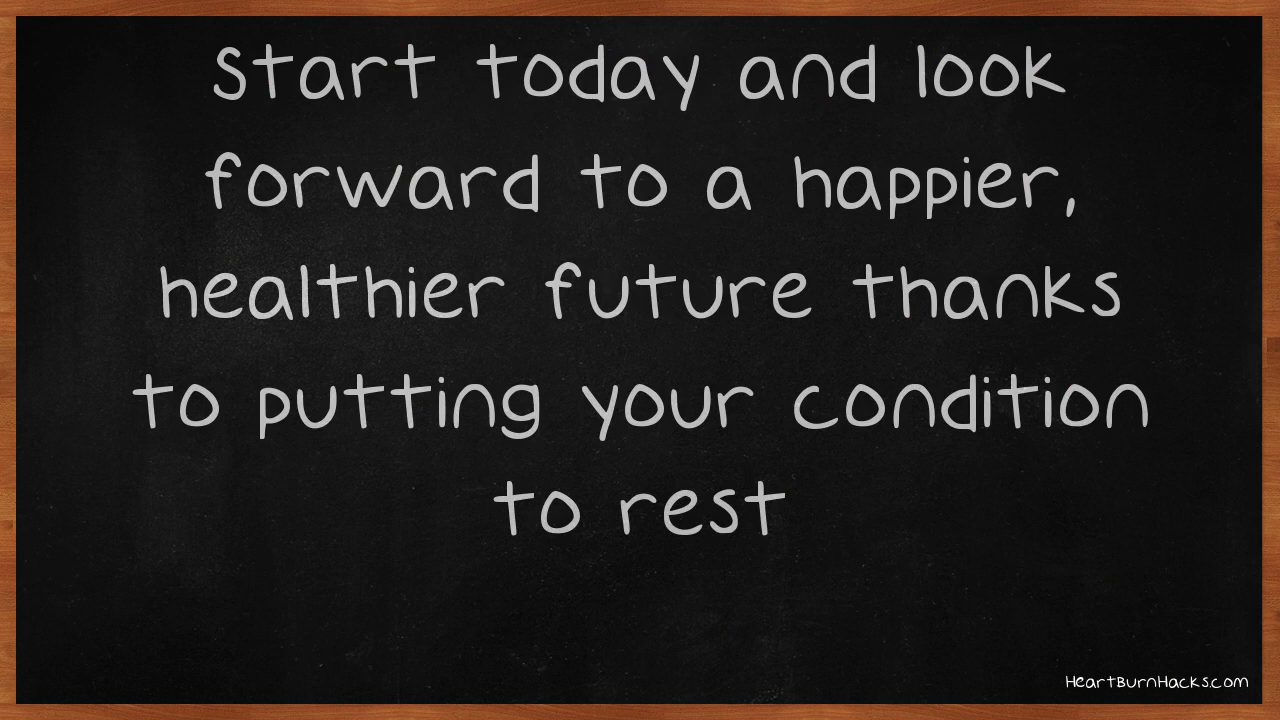 Start today and look
forward to a happier,
healthier future thanks
to putting your condition
to rest
HeartBurnHacks.com